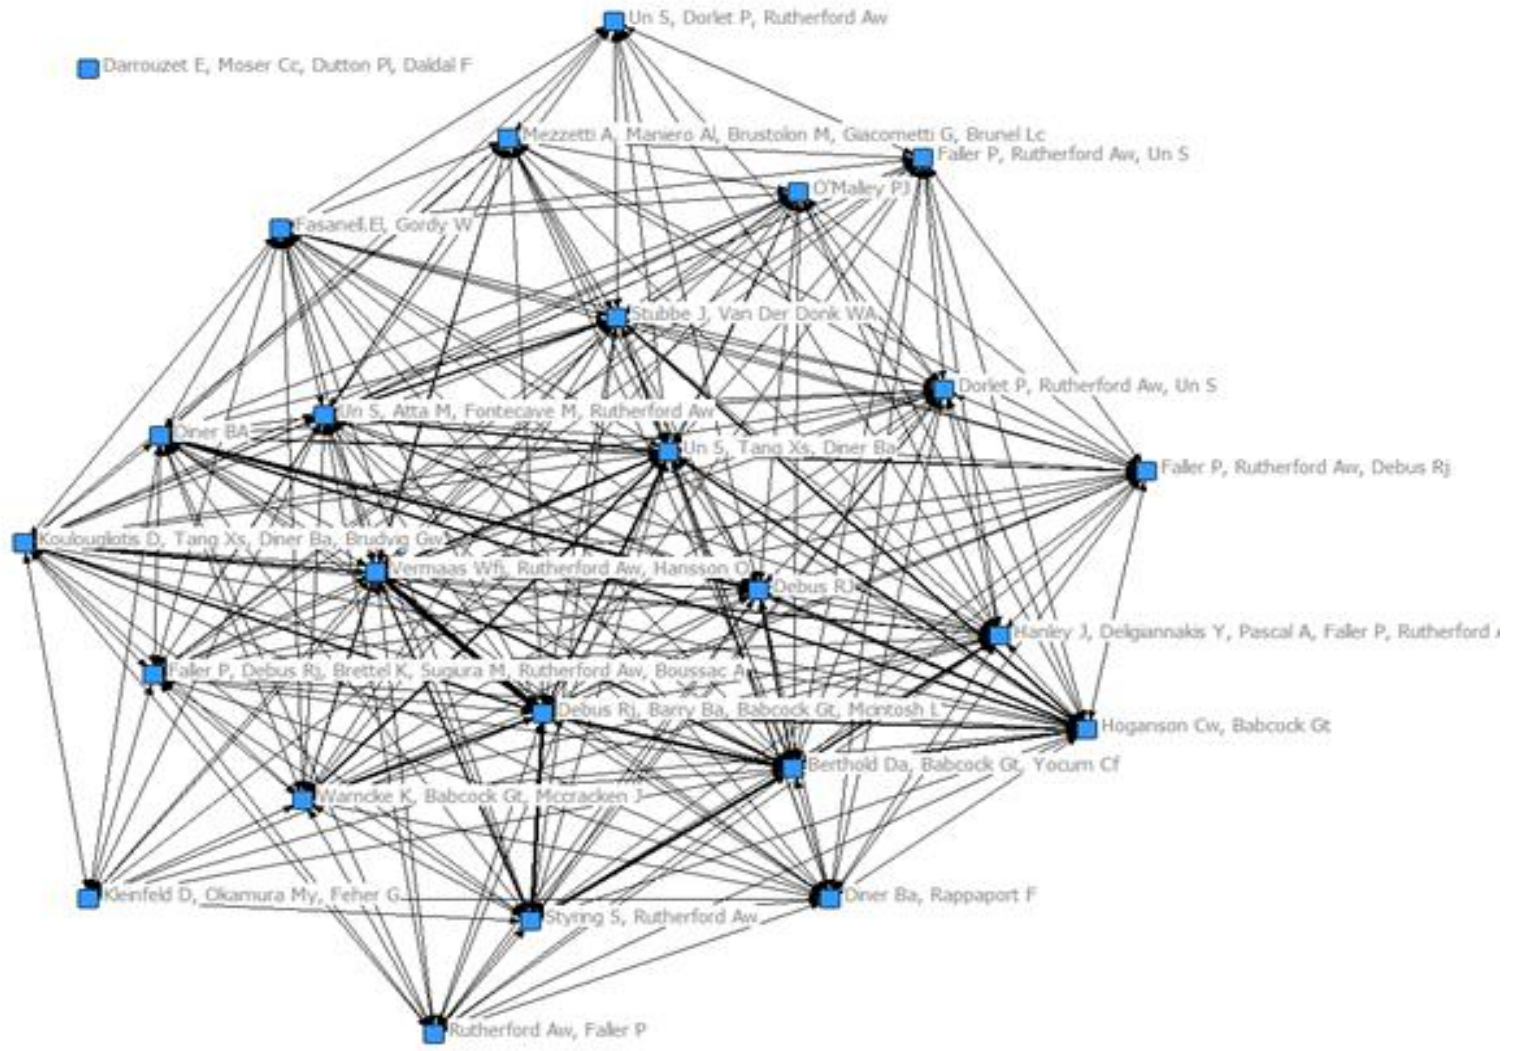 Un S, Dorlet P, Rutherford Aw
Darrouzet E, Moser Cc, Dutton Pl, Daldal F
Mezzetti A, Maniero Al, Brustolon M, Giacometti G, Brunel Lc
Faller P, Rutherford Aw, Un S
O'Malley PJ
Fasanell.El, Gordy W
Stubbe J, Van Der Donk WA
Dorlet P, Rutherford Aw, Un S
Un S, Atta M, Fontecave M, Rutherford Aw
Diner BA
Un S, Tang Xs, Diner Ba
Faller P, Rutherford Aw, Debus Rj
Koulougliotis D, Tang Xs, Diner Ba, Brudvig Gw
Vermaas Wfj, Rutherford Aw, Hansson O
Debus RJ
Hanley J, Deligiannakis Y, Pascal A, Faller P, Rutherford A
Faller P, Debus Rj, Brettel K, Sugiura M, Rutherford Aw, Boussac A
Debus Rj, Barry Ba, Babcock Gt, Mcintosh L
Hoganson Cw, Babcock Gt
Berthold Da, Babcock Gt, Yocum Cf
Warncke K, Babcock Gt, Mccracken J
Kleinfeld D, Okamura My, Feher G
Diner Ba, Rappaport F
Styring S, Rutherford Aw
Rutherford Aw, Faller P